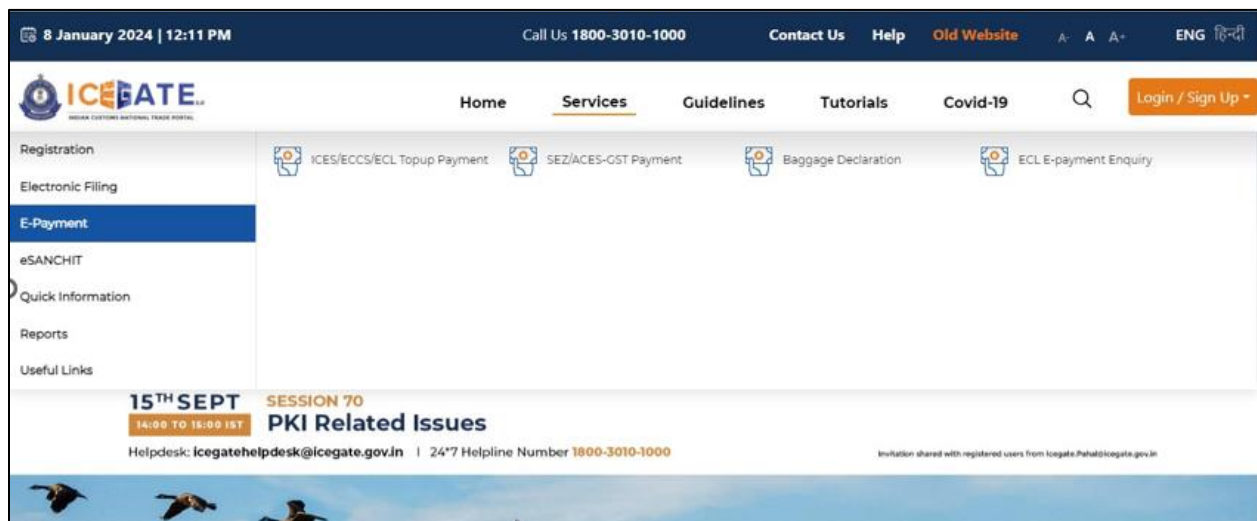 8 January 2024 | 12:11 PM Call Us 1800-3010-1000 Contact Us Help Old Website A- A A+ ENG हिन्दी
ICEGATE
INDIAN CUSTOMS NATIONAL TRADE PORTAL
Home Services Guidelines Tutorials Covid-19 Login / Sign Up
Registration
ICES/ECCS/ECL Topup Payment SEZ/ACES-GST Payment Baggage Declaration ECL E-payment Enquiry
Electronic Filing
E-Payment
eSANCHIT
Quick Information
Reports
Useful Links
15TH SEPT SESSION 70
14:00 TO 15:00 IST PKI Related Issues
Helpdesk: icegatehelpdesk@icegate.gov.in | 24*7 Helpline Number 1800-3010-1000 Invitation shared with registered users from Icegate.Pahal@icegate.gov.in